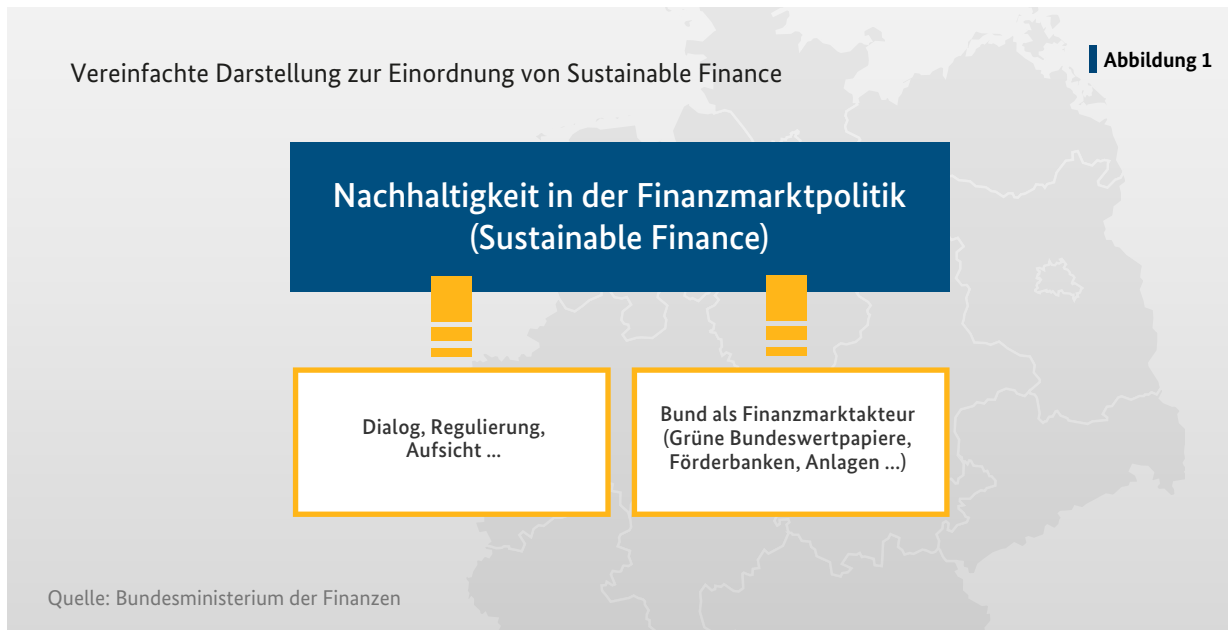 Vereinfachte Darstellung zur Einordnung von Sustainable Finance
Abbildung 1
Nachhaltigkeit in der Finanzmarktpolitik
(Sustainable Finance)
Dialog, Regulierung,
Aufsicht ...
Bund als Finanzmarktakteur
(Grüne Bundeswertpapiere,
Förderbanken, Anlagen ...)
Quelle: Bundesministerium der Finanzen